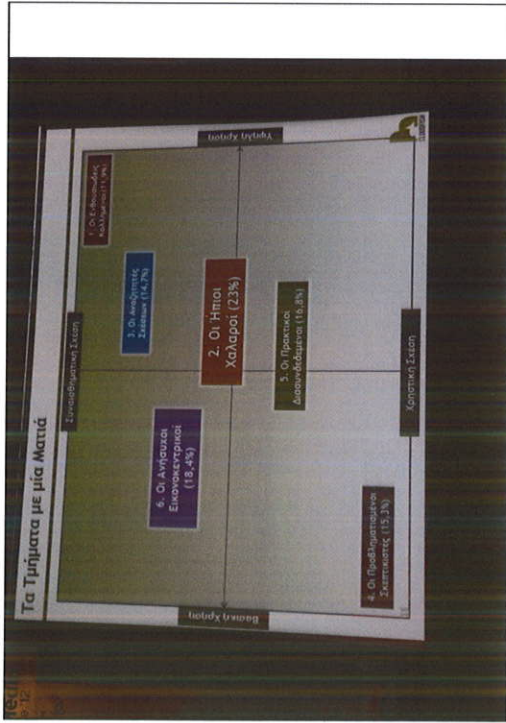 Τα Τμήματα με μία Ματιά
Συναισθηματική Σχέση
1. Οι Ενθουσιώδεις
Κολλημένοι (11,9%)
3. Οι Αναζητητές
Σχέσεων (14,7%)
6. Οι Ανήσυχοι
Εικονοκεντρικοί
(18,4%)
2. Οι Ήπιοι
Χαλαροί (23%)
Βασική Χρήση
Υψηλή Χρήση
5. Οι Πρακτικοί
Διασυνδεδεμένοι (16,8%)
4. Οι Προβληματισμένοι
Σκεπτικιστές (15,3%)
Χρηστική Σχέση